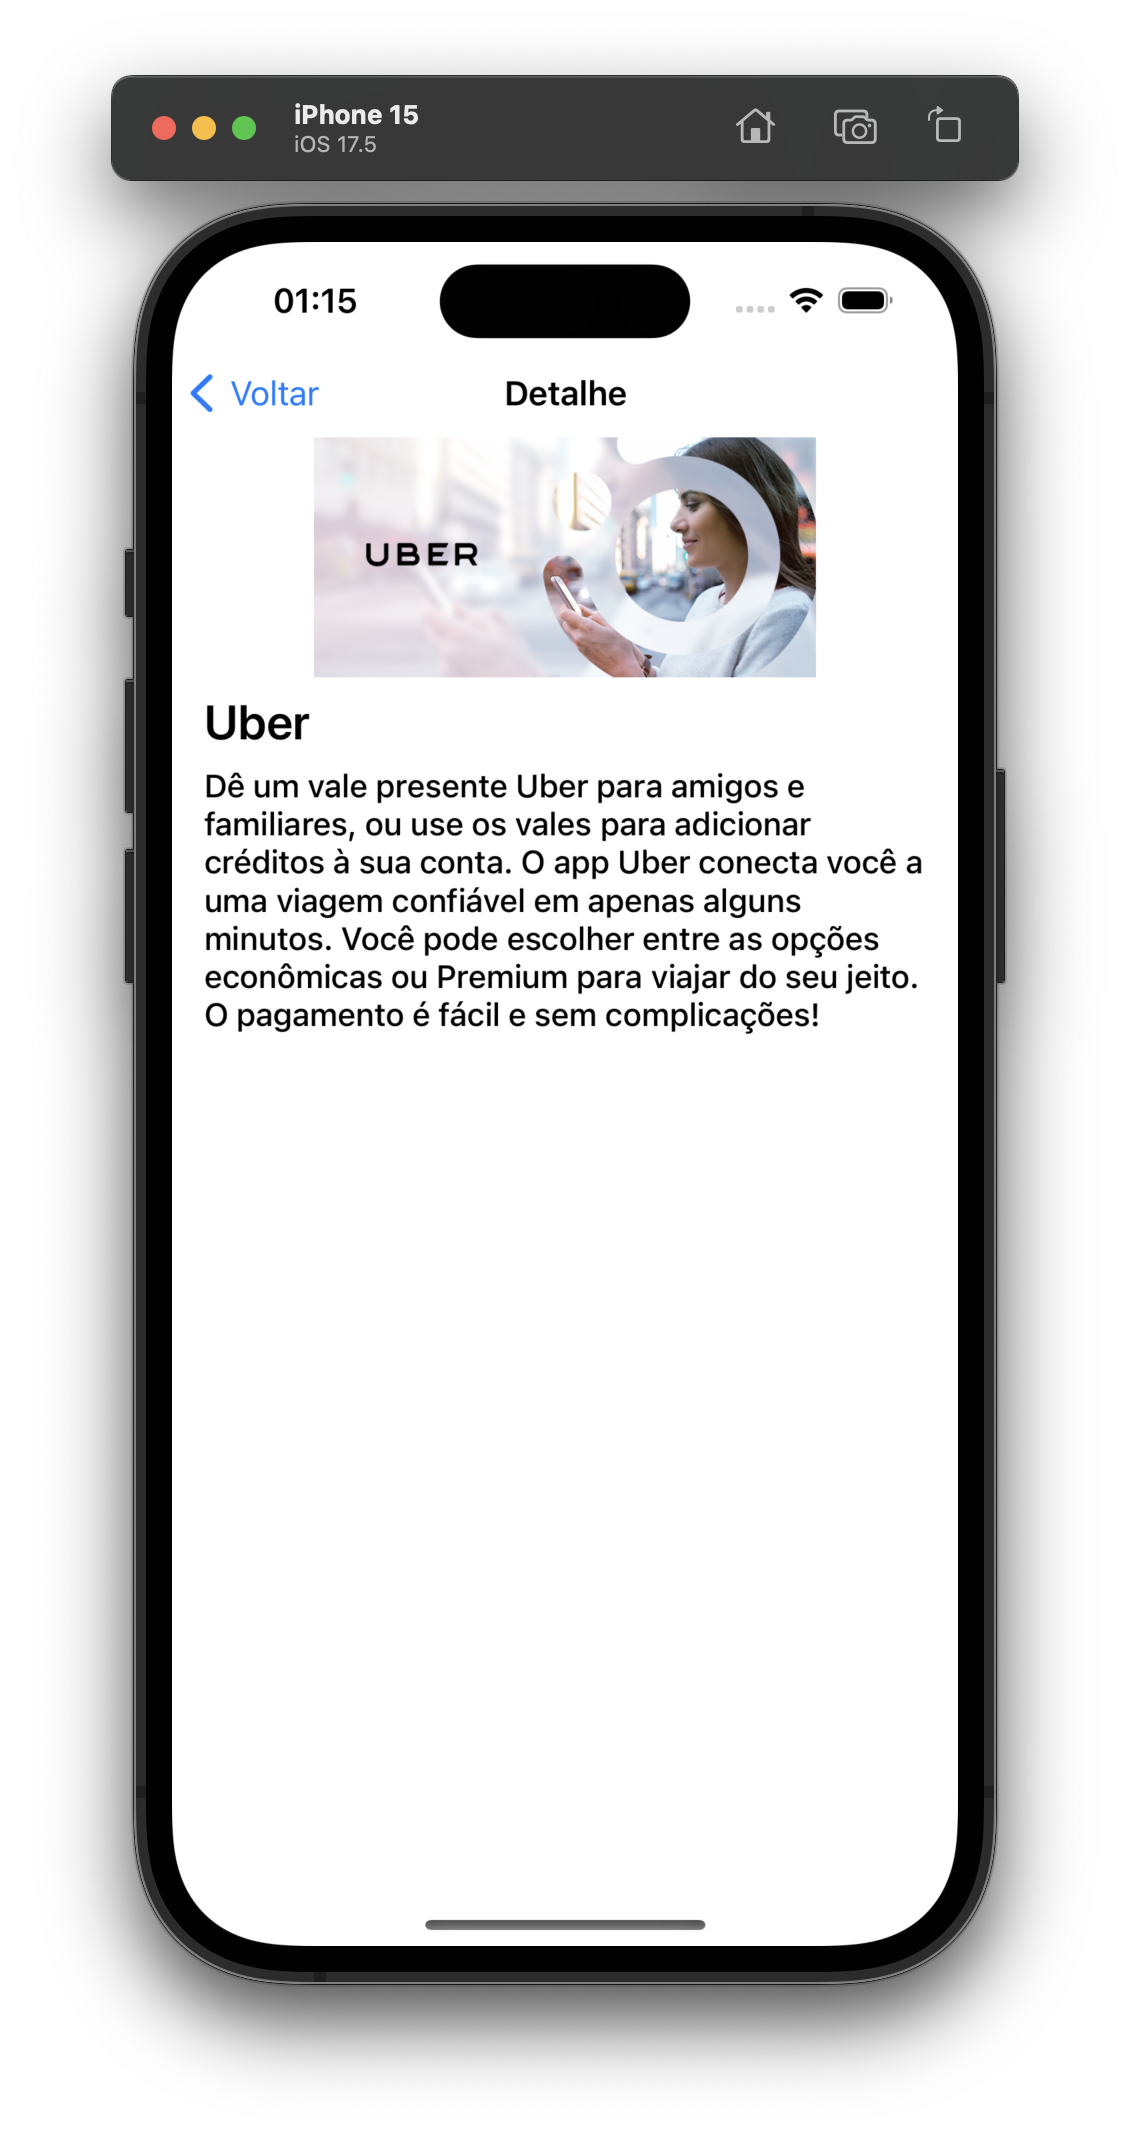 iPhone 15
iOS 17.5
01:15
Voltar
Detalhe
UBER
Uber
Dê um vale presente Uber para amigos e
familiares, ou use os vales para adicionar
créditos à sua conta. O app Uber conecta você a
uma viagem confiável em apenas alguns
minutos. Você pode escolher entre as opções
econômicas ou Premium para viajar do seu jeito.
O pagamento é fácil e sem complicações!